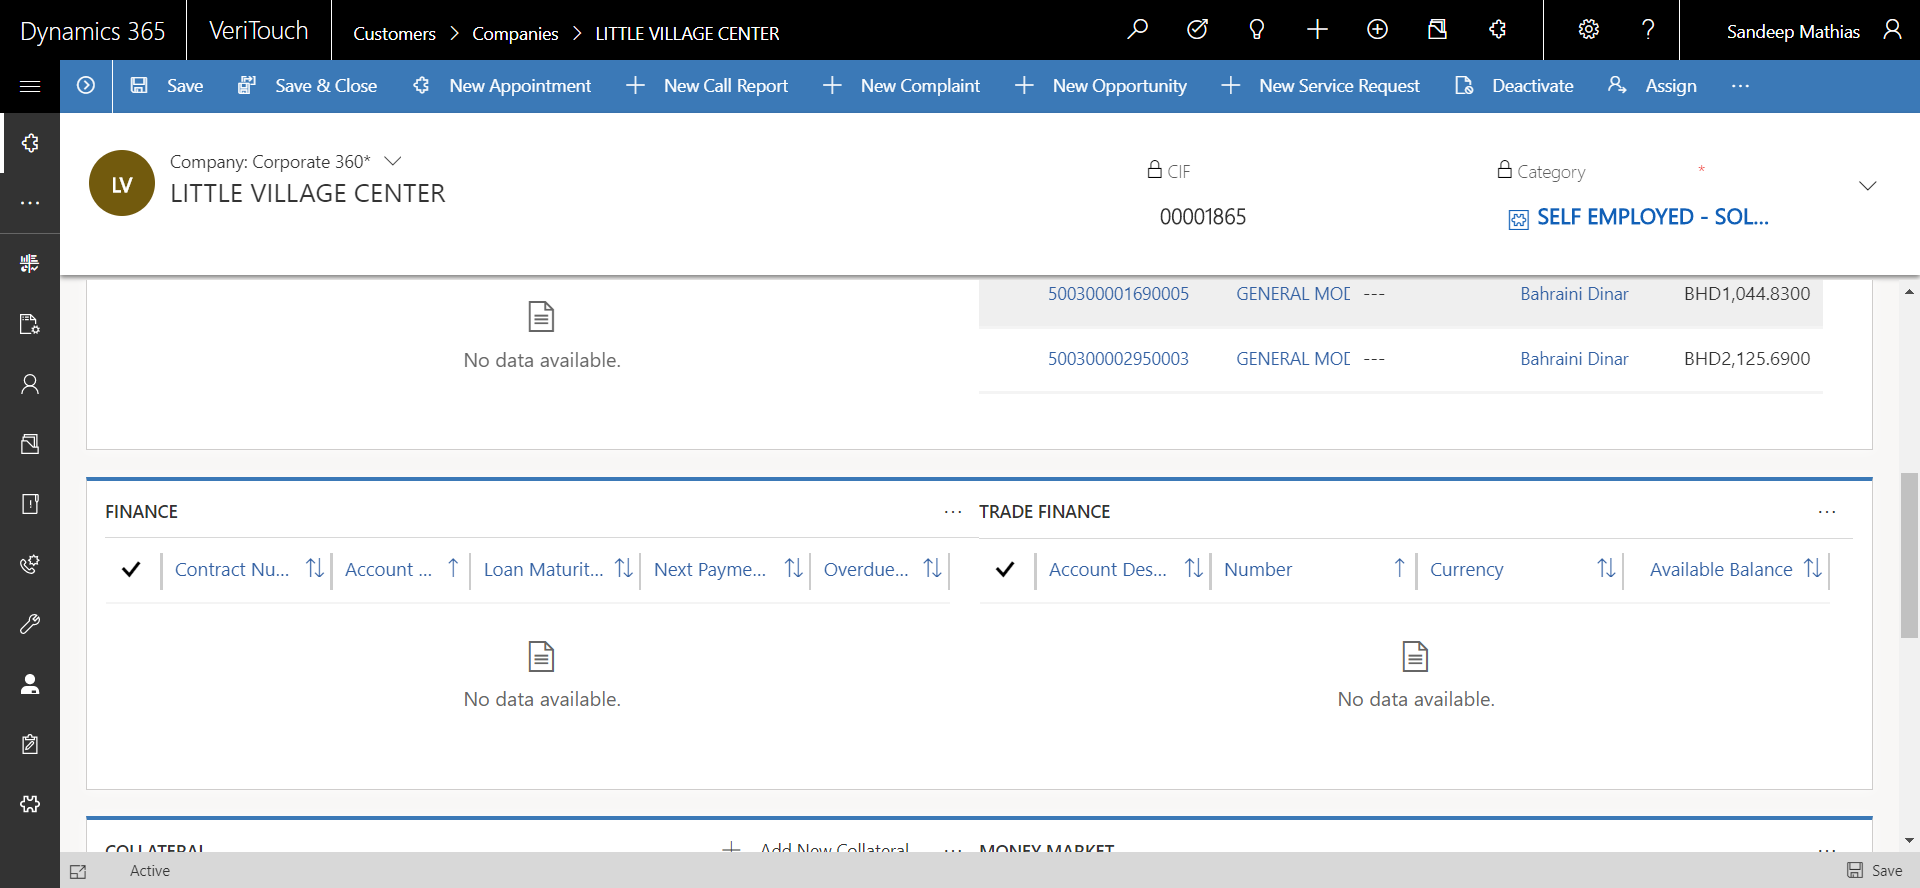 Dynamics 365 VeriTouch Customers > Companies > LITTLE VILLAGE CENTER Sandeep Mathias
Save Save & Close New Appointment New Call Report New Complaint New Opportunity New Service Request Deactivate Assign ...
LV
Company: Corporate 360*
LITTLE VILLAGE CENTER
CIF
00001865
Category *
SELF EMPLOYED - SOL...
No data available.
500300001690005 GENERAL MOD --- Bahraini Dinar BHD1,044.8300
500300002950003 GENERAL MOD --- Bahraini Dinar BHD2,125.6900
FINANCE ...
Contract Nu... Account ... Loan Maturit... Next Payme... Overdue...
No data available.
TRADE FINANCE ...
Account Des... Number Currency Available Balance
No data available.
COLLATERAL Add New Collateral ...
MONEY MARKET ...
Active Save